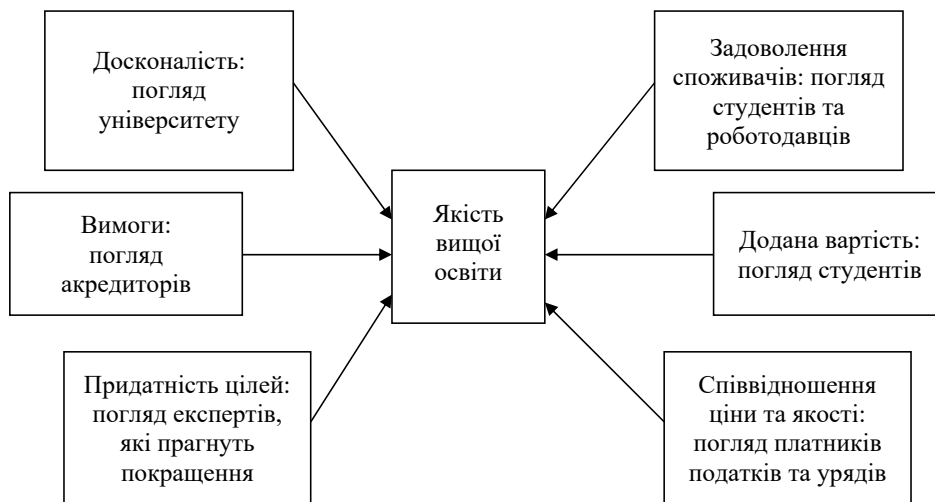 Досконалість:
погляд
університету
Задоволення
споживачів: погляд
студентів та
роботодавців
Вимоги:
погляд
акредиторів
Якість
вищої
освіти
Додана вартість:
погляд студентів
Придатність цілей:
погляд експертів,
які прагнуть
покращення
Співвідношення
ціни та якості:
погляд платників
податків та урядів